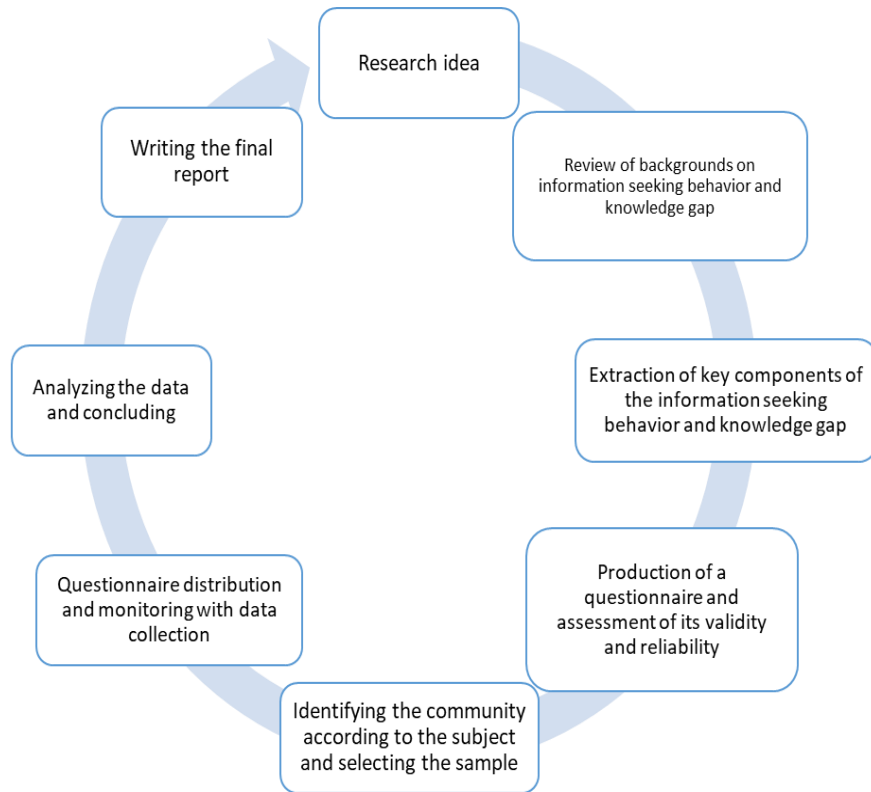 Research idea
Review of backgrounds on
information seeking behavior and
knowledge gap
Extraction of key components of
the information seeking
behavior and knowledge gap
Production of a
questionnaire and
assessment of its validity
and reliability
Identifying the community
according to the subject
and selecting the sample
Questionnaire distribution
and monitoring with data
collection
Analyzing the data
and concluding
Writing the final
report